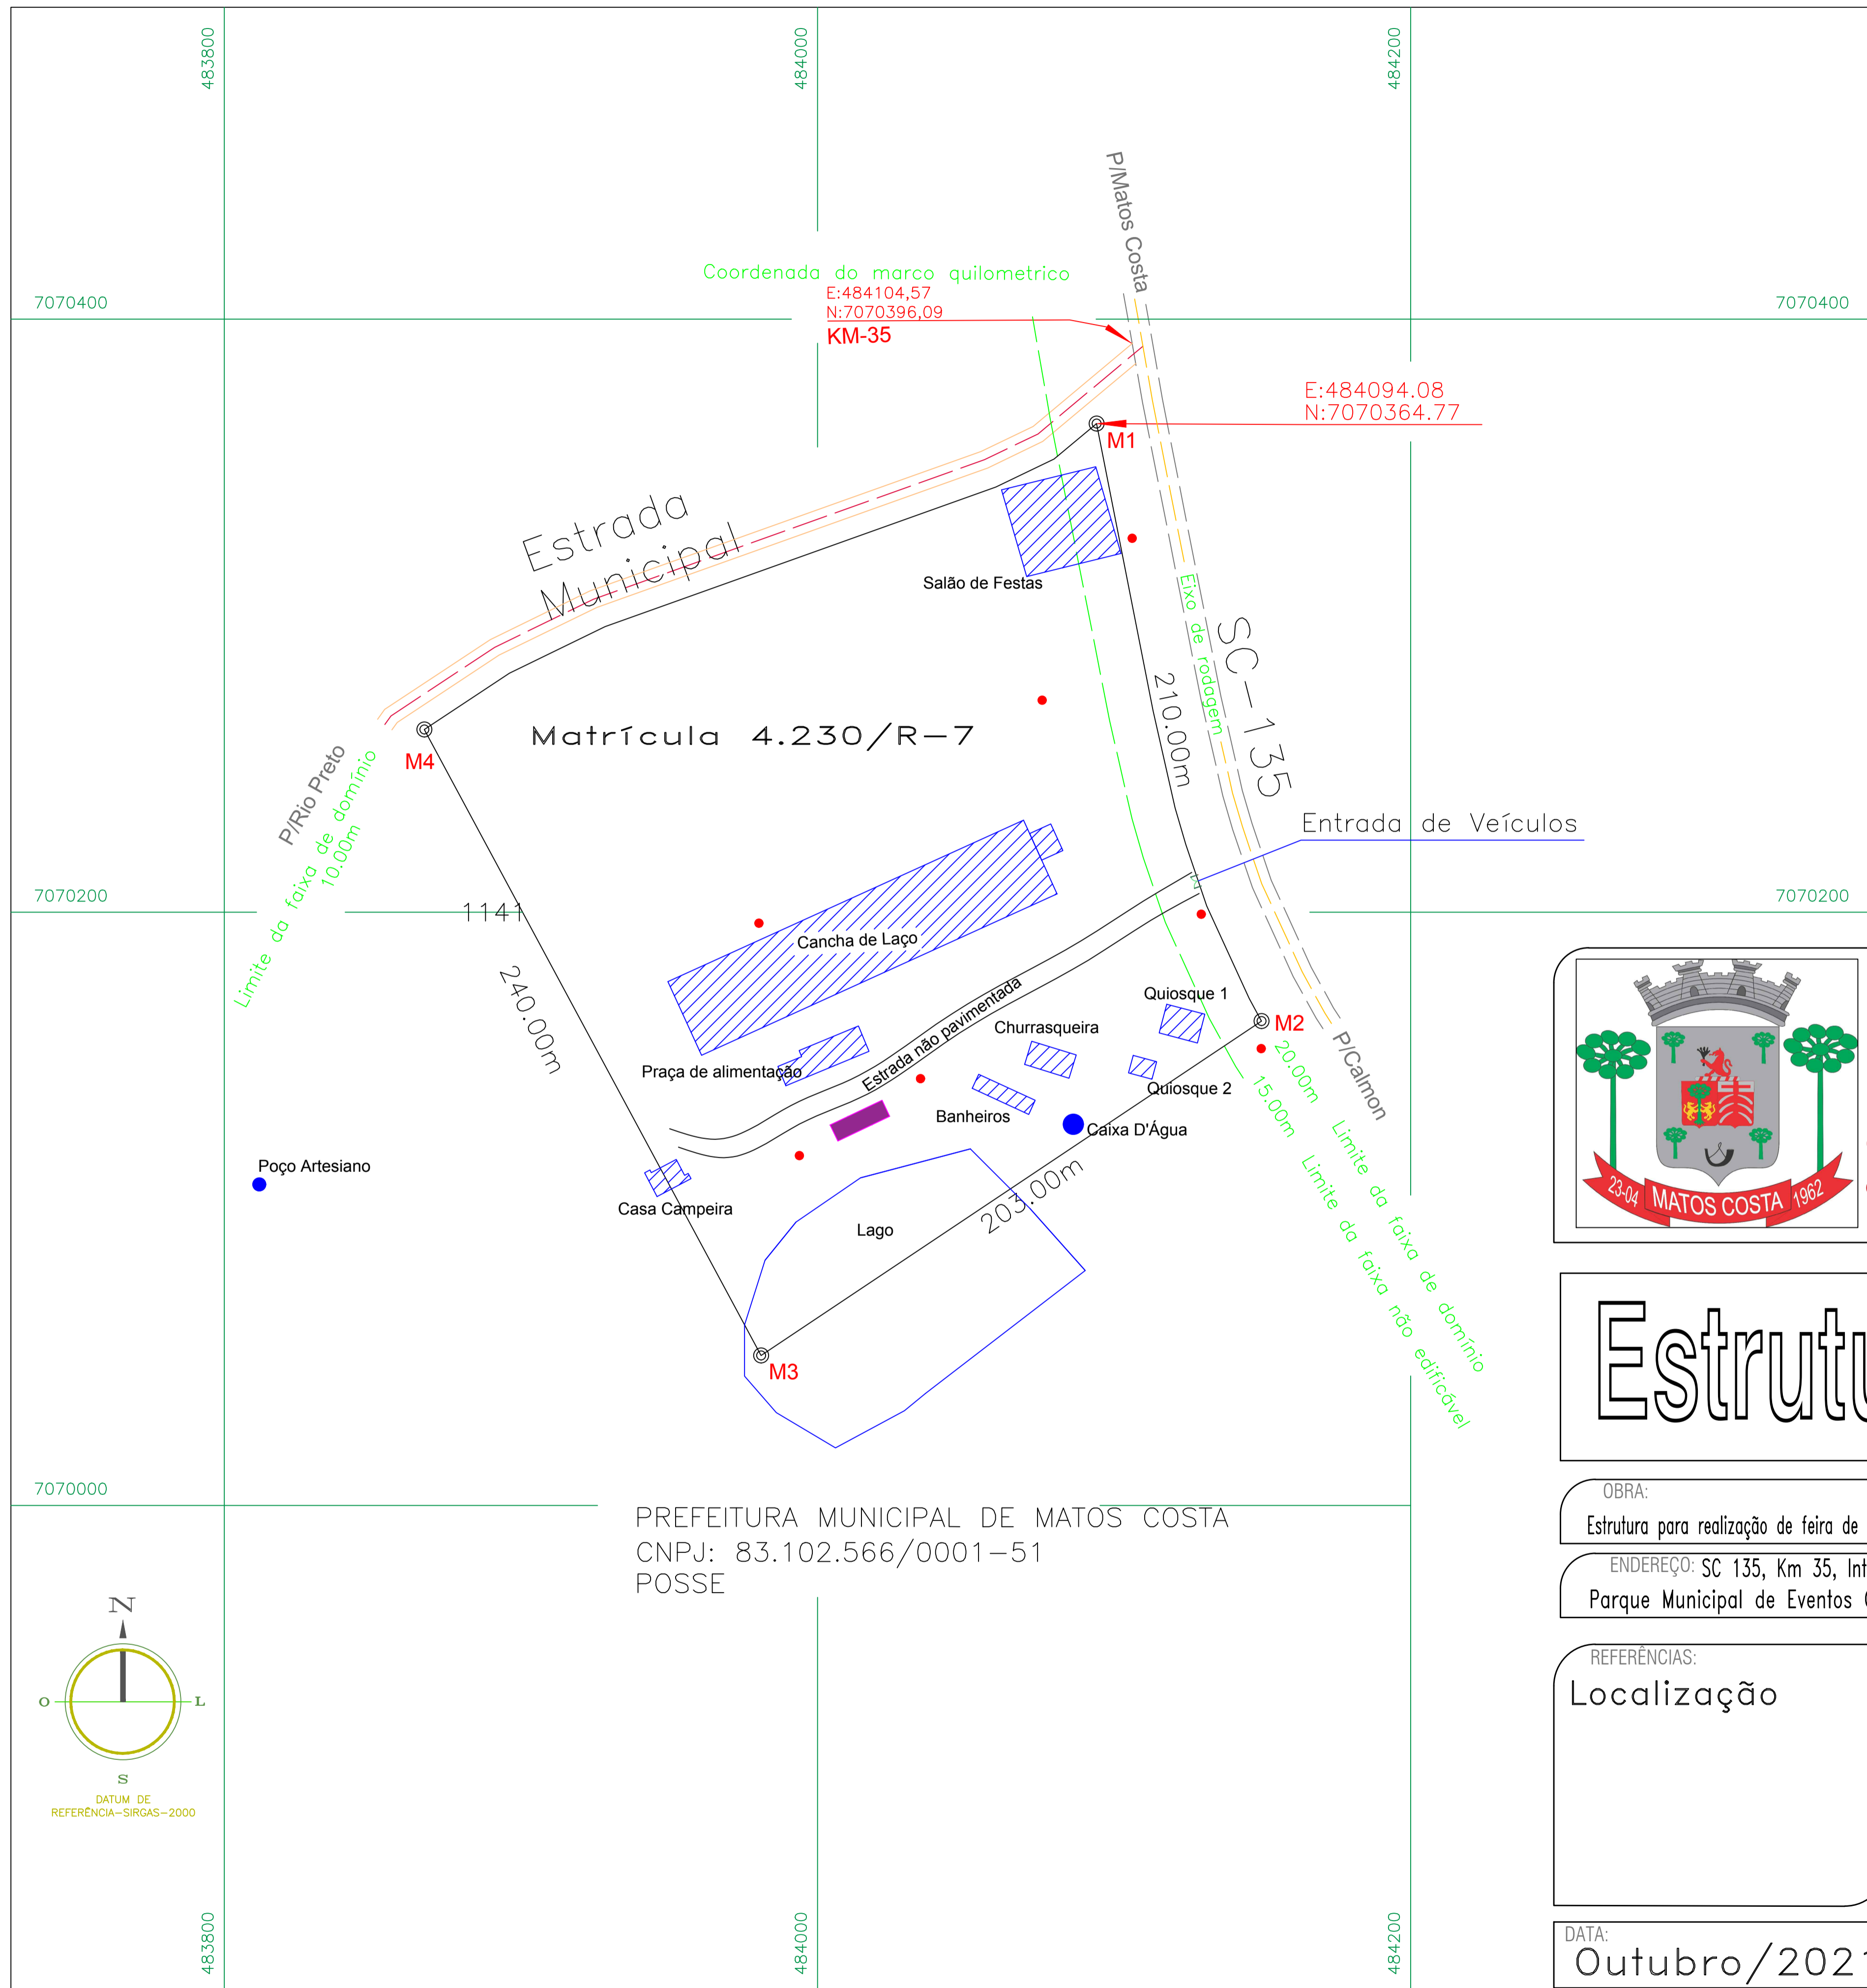 483800
484000
484200
P/Matos Costa
Coordenada do marco quilometrico
E:484104,57
N:7070396,09
KM-35
7070400
7070400
E:484094.08
N:7070364.77
M1
Estrada
Municipal
Salão de Festas
Eixo de rodagem
SC-135
210.00m
Matrícula 4.230/R-7
M4
P/Rio Preto
Limite da faixa de domínio
10.00m
Entrada de Veículos
7070200
7070200
1141
240.00m
Cancha de Laço
Estrada não pavimentada
Quiosque 1
Churrasqueira
M2
Praça de alimentação
Quiosque 2
Banheiros
Caixa D'Água
P/Calmon
20.00m Limite da faixa de domínio
15.00m Limite da faixa não edificável
Poço Artesiano
Casa Campeira
203.00m
Lago
M3
23-04 MATOS COSTA 1962
Estrutu
7070000
PREFEITURA MUNICIPAL DE MATOS COSTA
CNPJ: 83.102.566/0001-51
POSSE
OBRA:
Estrutura para realização de feira de
ENDEREÇO: SC 135, Km 35, Int
Parque Municipal de Eventos
REFERÊNCIAS:
Localização
N
O L
S
DATUM DE
REFERÊNCIA-SIRGAS-2000
483800
484000
484200
DATA:
Outubro/2021